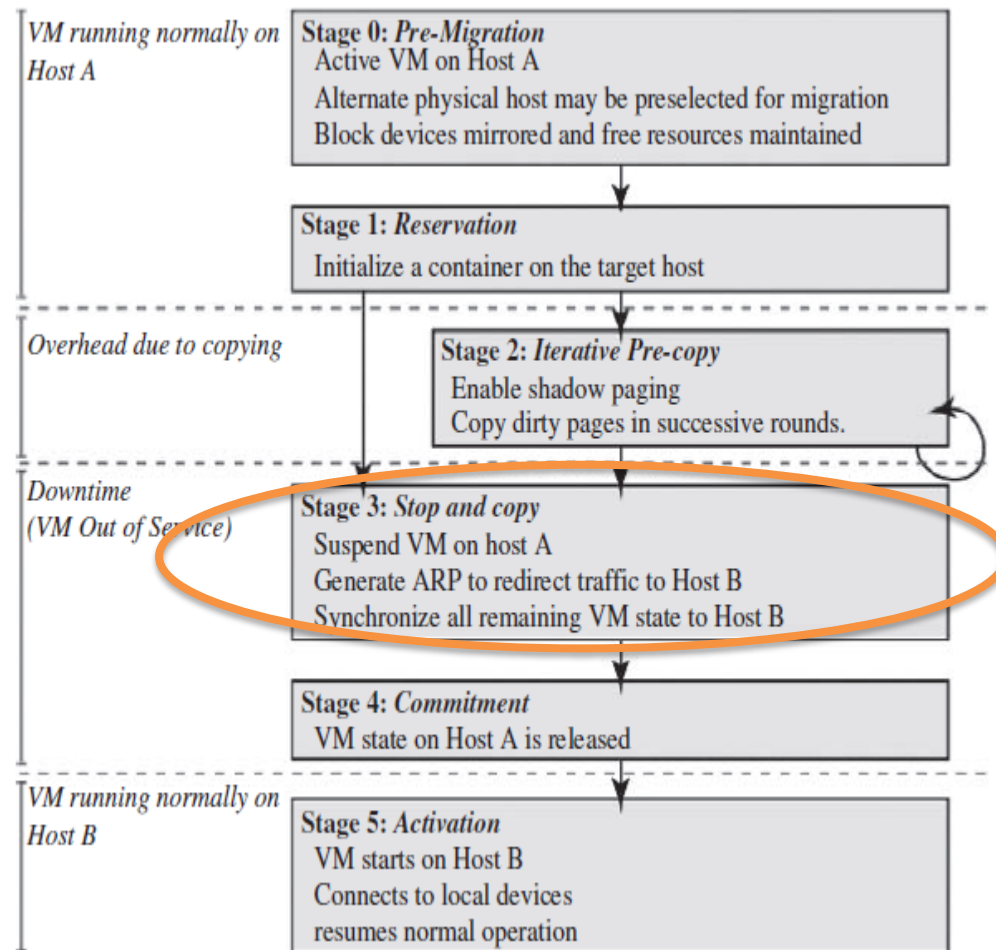 VM running normally on
Host A
Stage 0: Pre-Migration
Active VM on Host A
Alternate physical host may be preselected for migration
Block devices mirrored and free resources maintained
Stage 1: Reservation
Initialize a container on the target host
Overhead due to copying
Stage 2: Iterative Pre-copy
Enable shadow paging
Copy dirty pages in successive rounds.
Downtime
(VM Out of Service)
Stage 3: Stop and copy
Suspend VM on host A
Generate ARP to redirect traffic to Host B
Synchronize all remaining VM state to Host B
Stage 4: Commitment
VM state on Host A is released
VM running normally on
Host B
Stage 5: Activation
VM starts on Host B
Connects to local devices
resumes normal operation